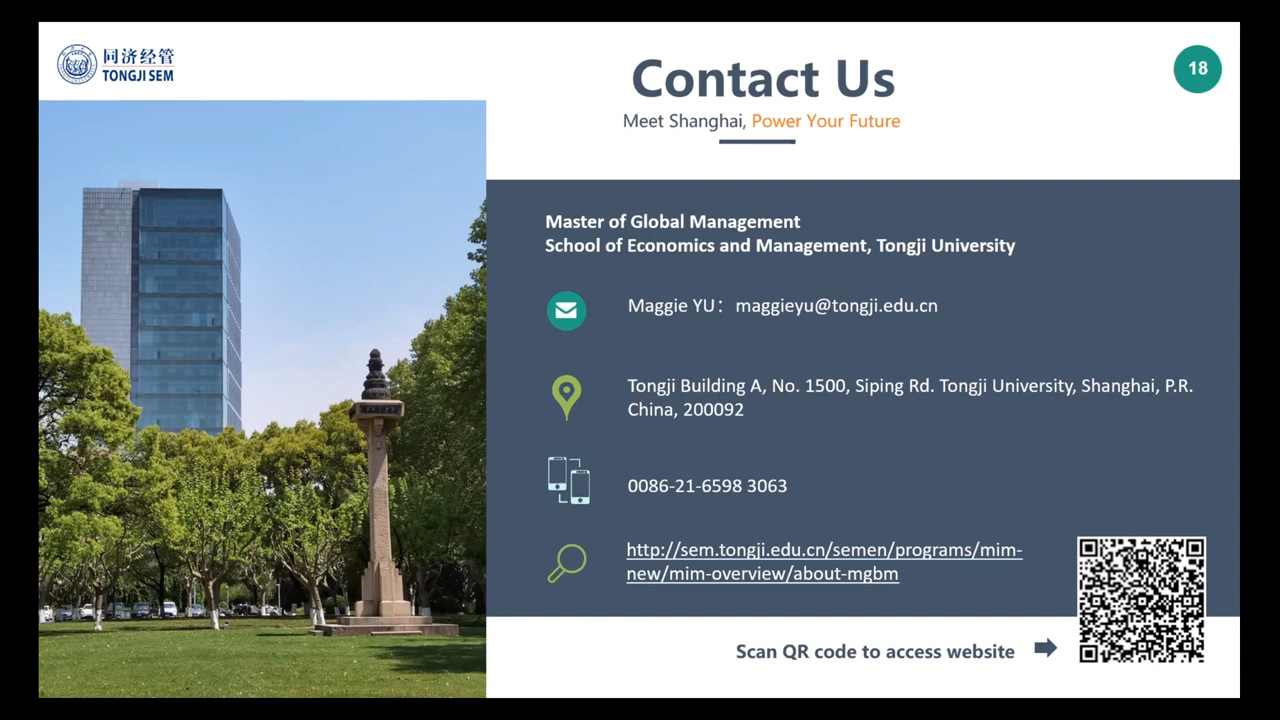 同济经管
TONGJI SEM
Contact Us
18
Meet Shanghai, Power Your Future
Master of Global Management
School of Economics and Management, Tongji University
Maggie YU：maggieyu@tongji.edu.cn
Tongji Building A, No. 1500, Siping Rd. Tongji University, Shanghai, P.R.
China, 200092
0086-21-6598 3063
http://sem.tongji.edu.cn/semen/programs/mim-
new/mim-overview/about-mgbm
Scan QR code to access website